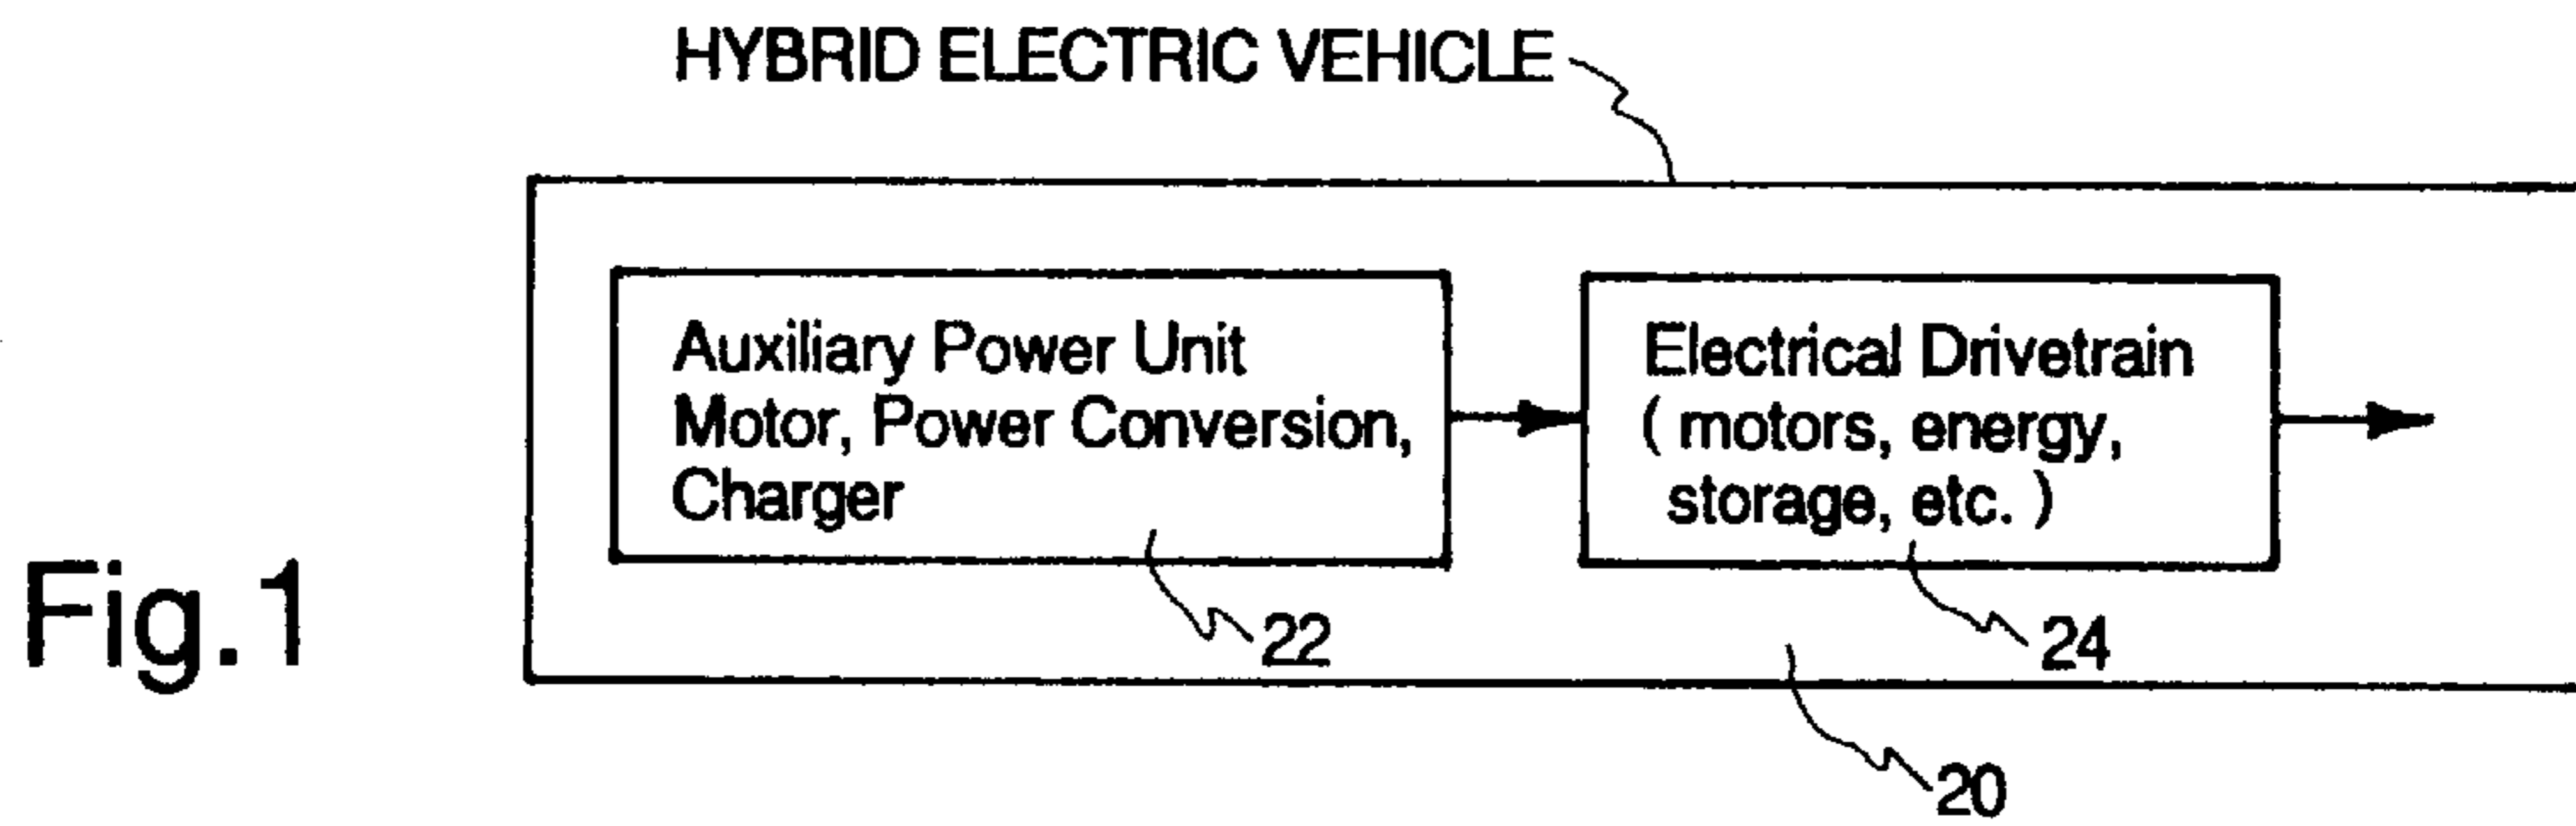 HYBRID ELECTRIC VEHICLE
Auxiliary Power Unit
Motor, Power Conversion,
Charger
22
Electrical Drivetrain
( motors, energy,
storage, etc. )
24
20
Fig.1